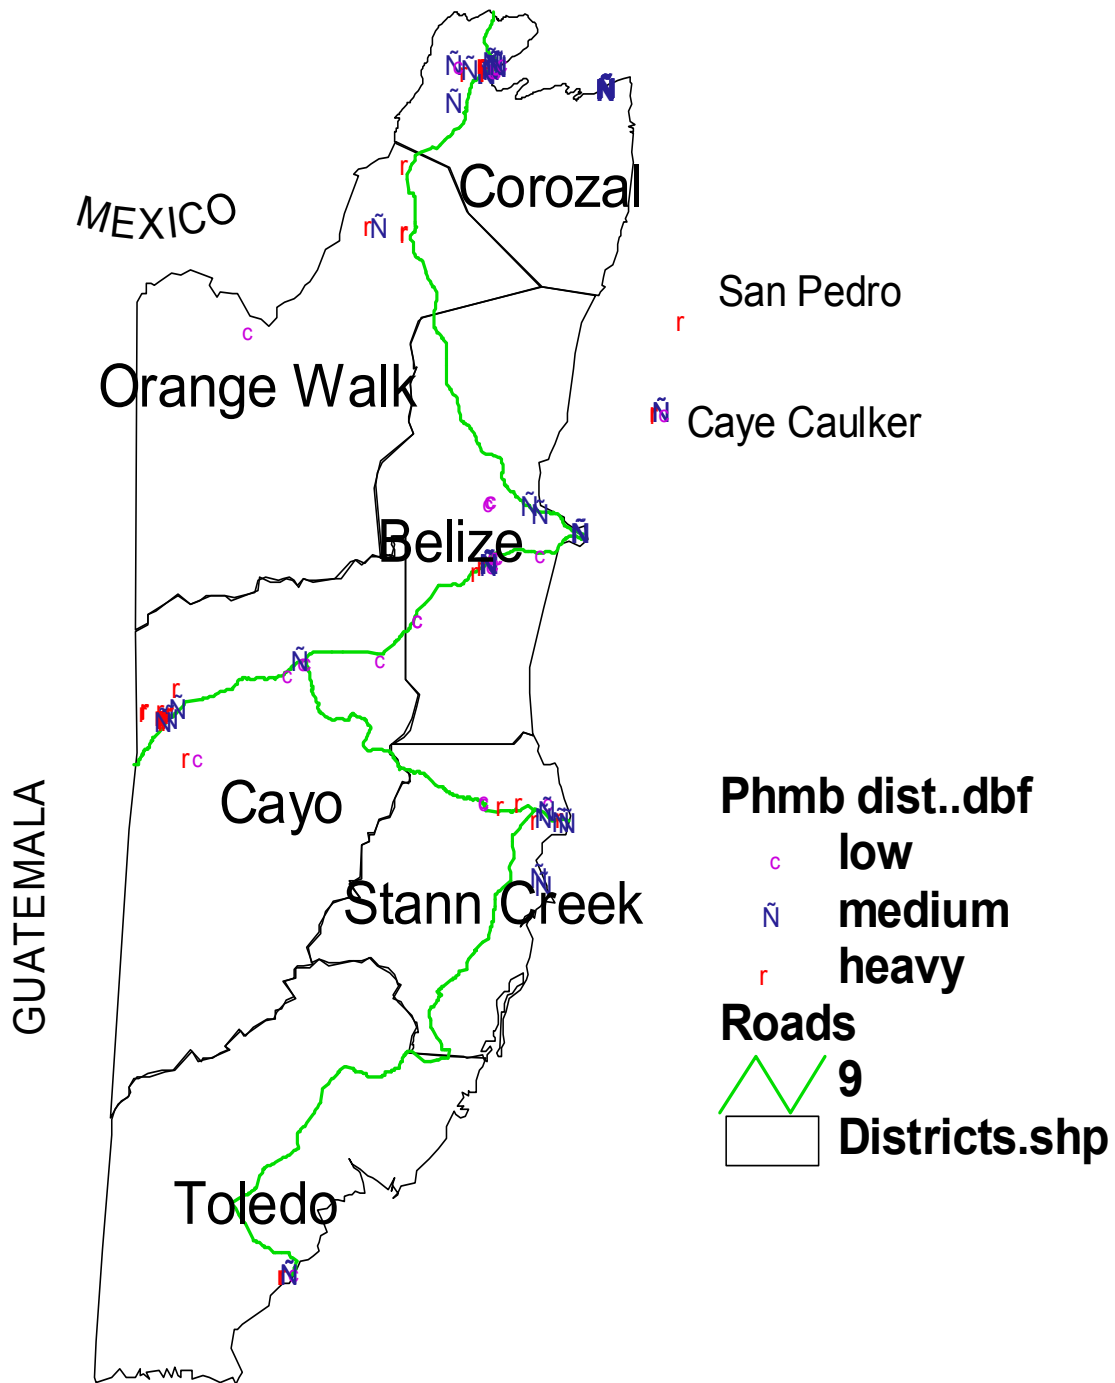 Corozal
MEXICO
San Pedro
Orange Walk
Caye Caulker
Belize
Cayo
GUATEMALA
Stann Creek
Toledo
Phmb dist..dbf
c low
Ñ medium
r heavy
Roads
9
Districts.shp